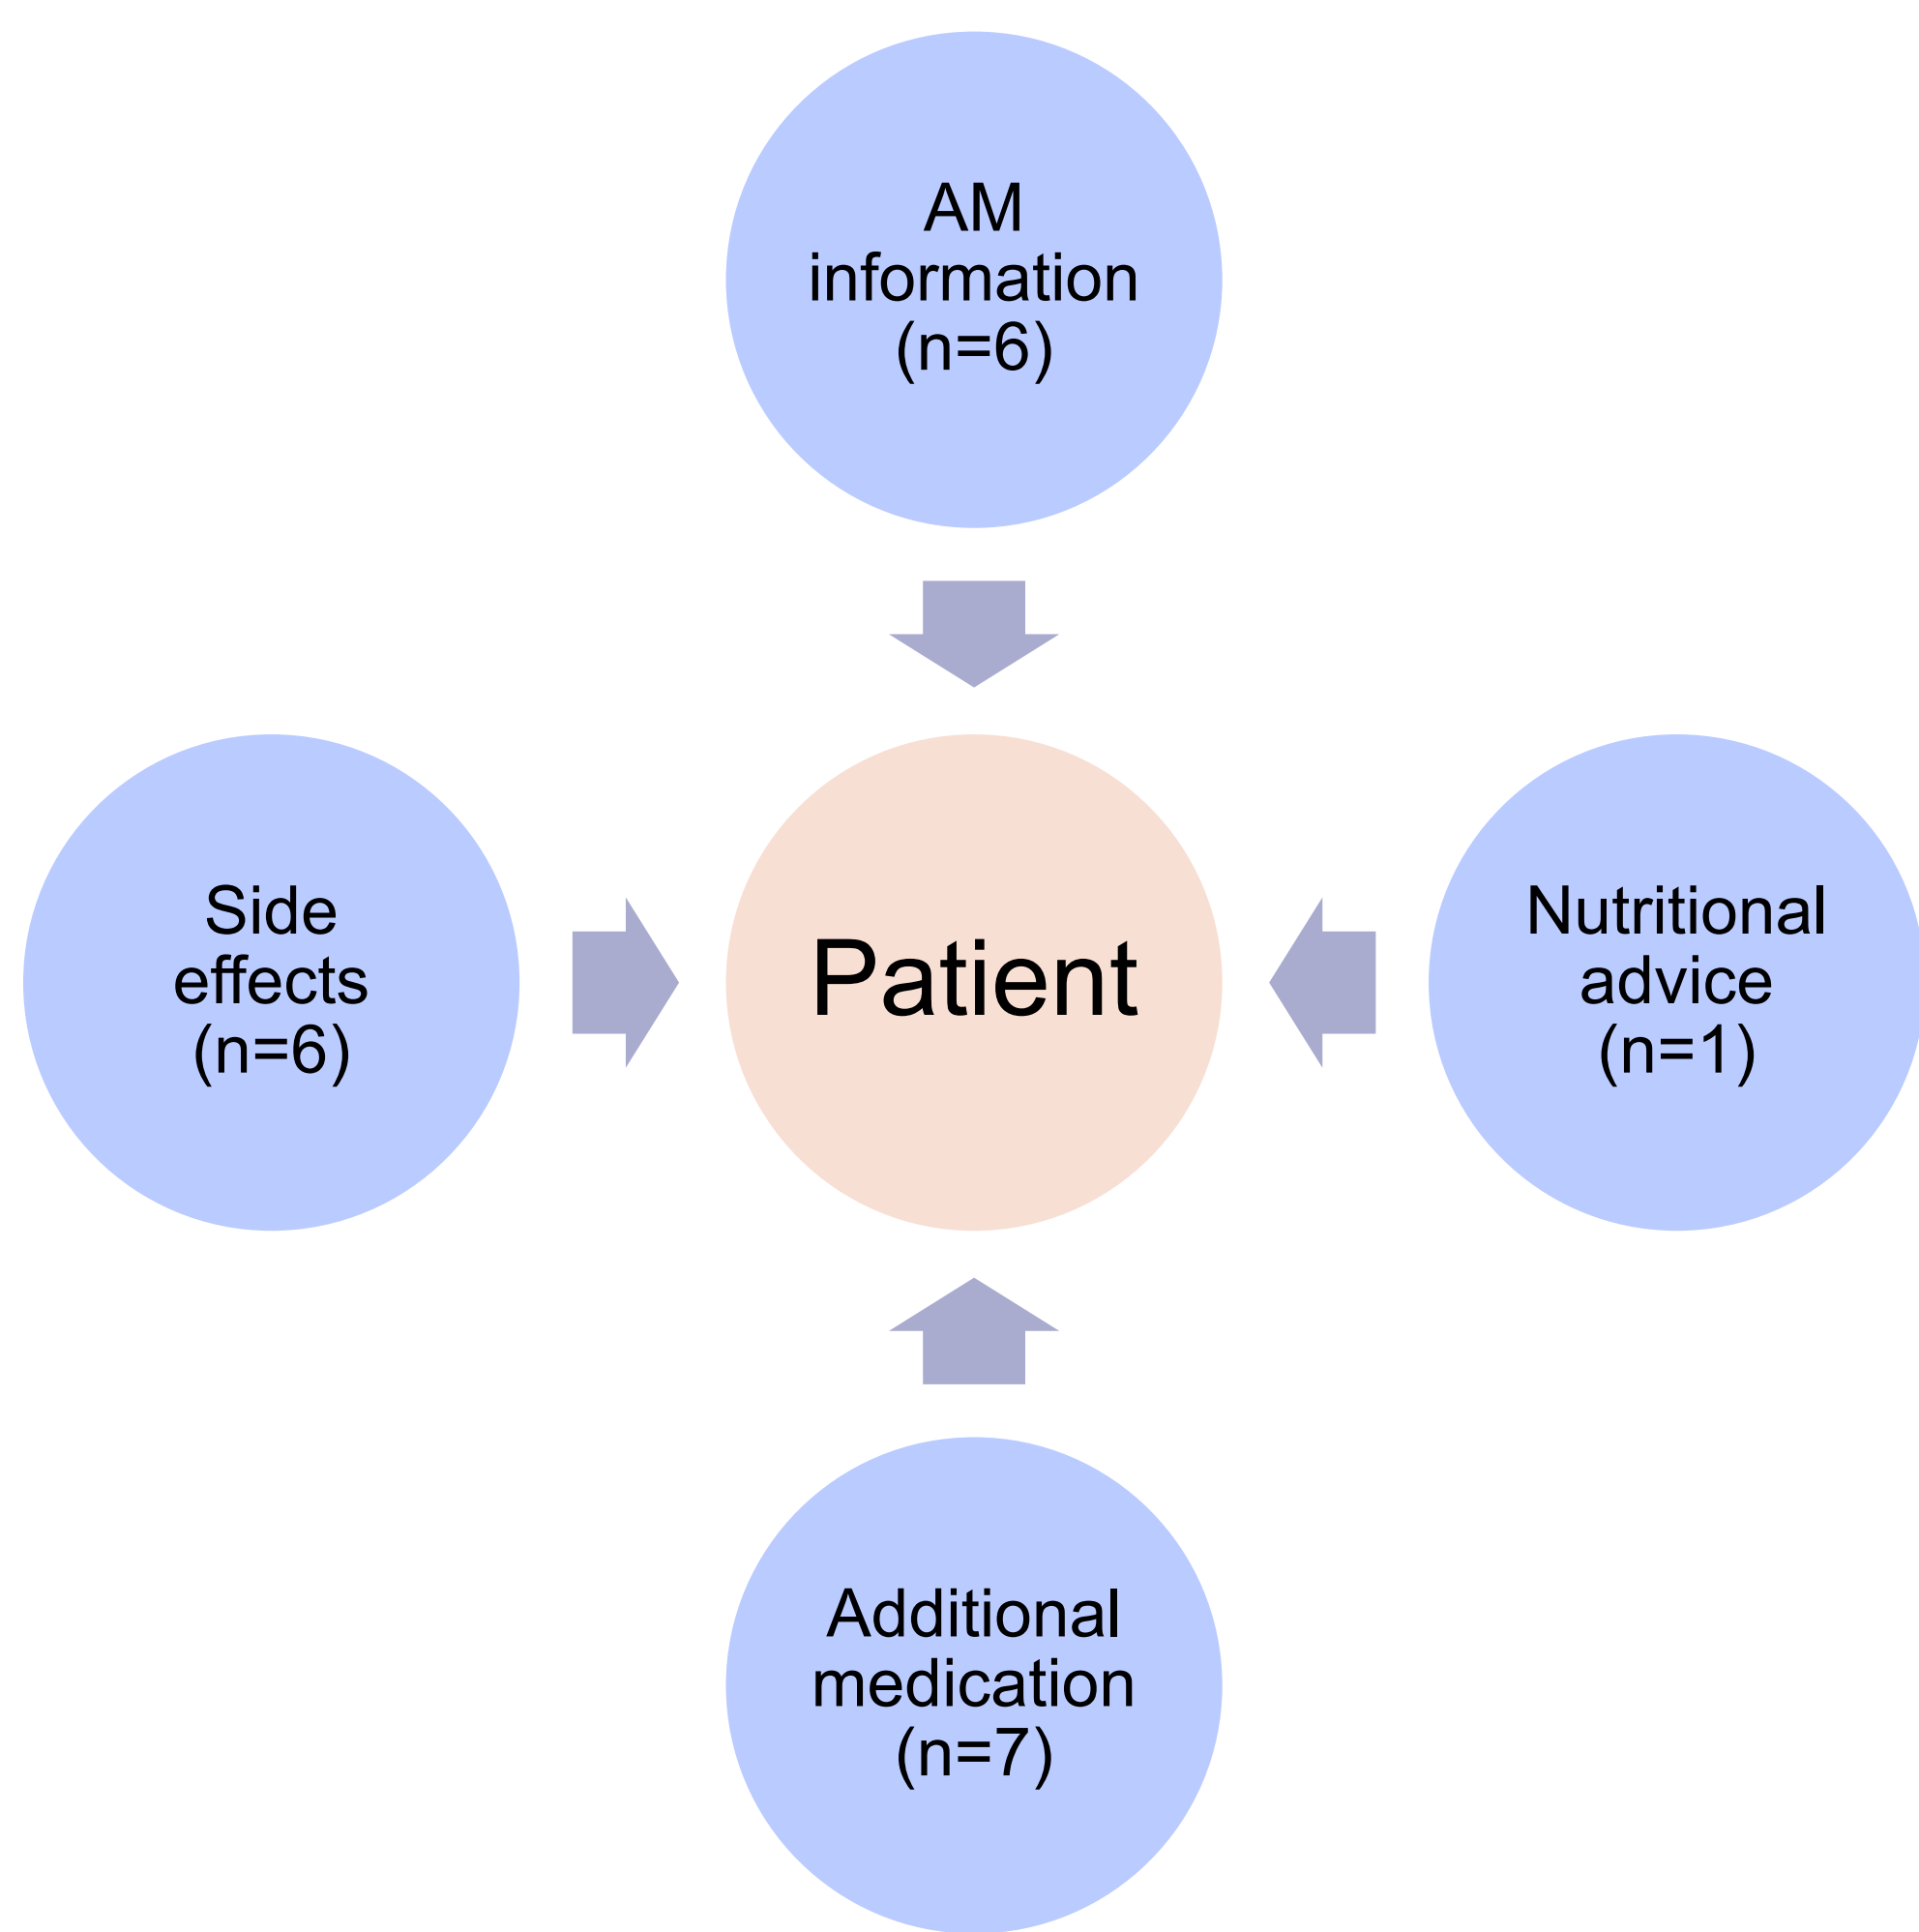 AM
information
(n=6)
Side
effects
(n=6)
Patient
Nutritional
advice
(n=1)
Additional
medication
(n=7)